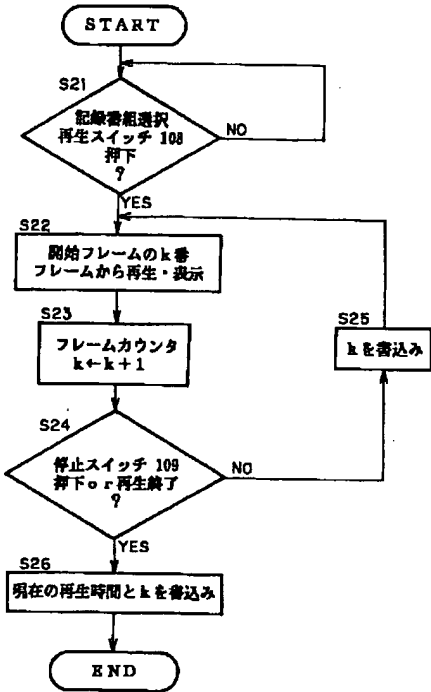 START
S21
記録番組選択
再生スイッチ 108
押下
?
NO
YES
S22
開始フレームのk番
フレームから再生・表示
S23
フレームカウンタ
k←k+1
S25
kを書込み
S24
停止スイッチ 109
押下or再生終了
?
NO
YES
S26
現在の再生時間とkを書込み
END